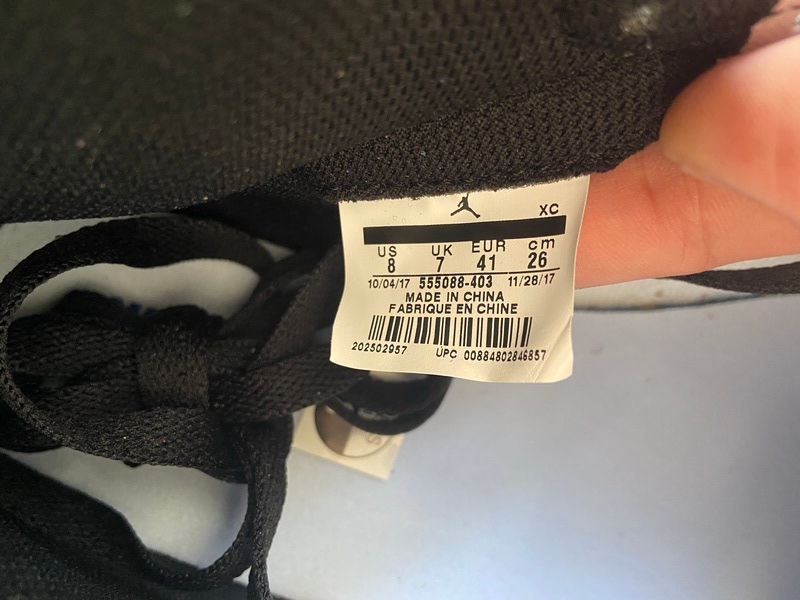 XC
US UK EUR cm
8 7 41 26
10/04/17 555088-403 11/28/17
MADE IN CHINA
FABRIQUE EN CHINE
202502957 UPC 00884802846857